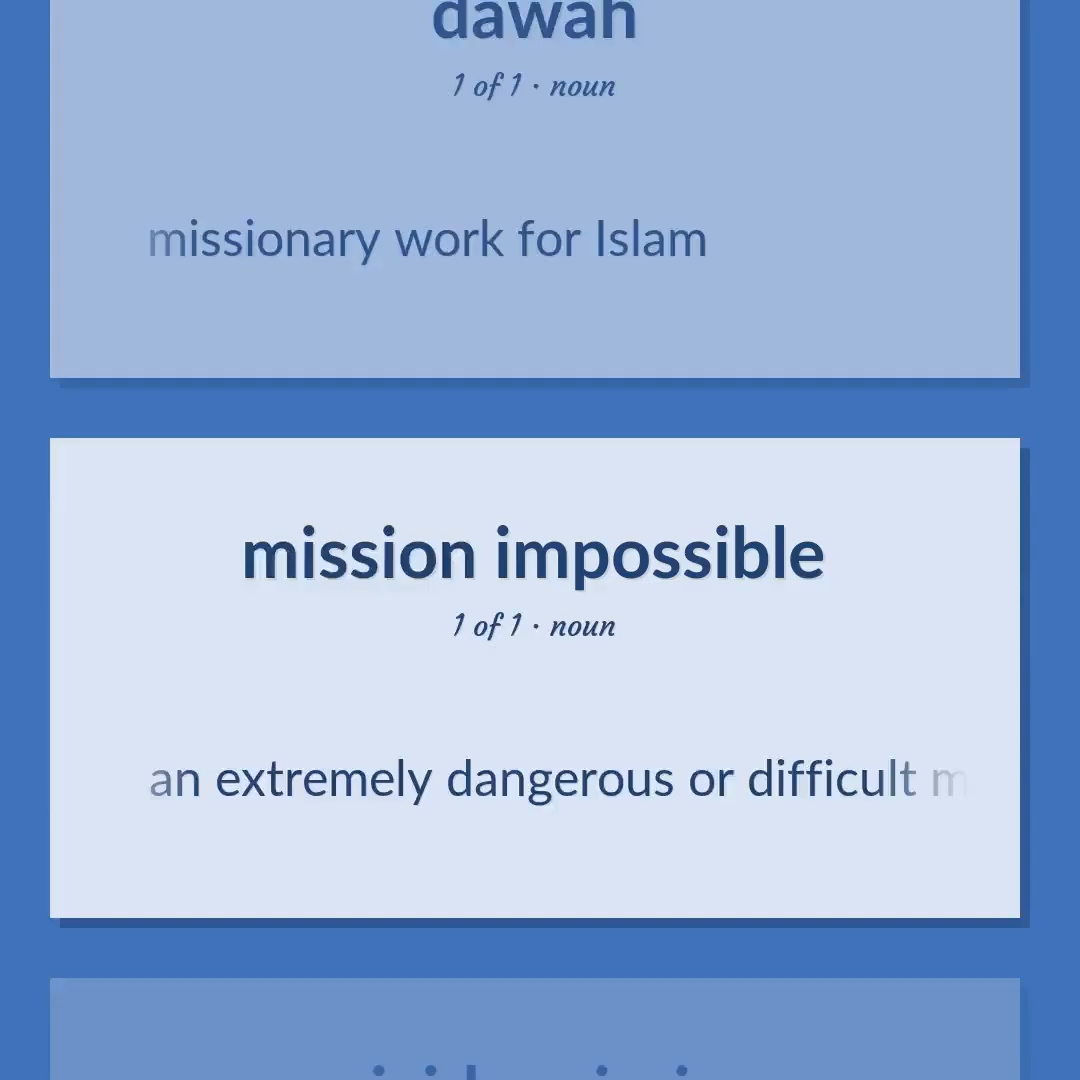 dawah
1 of 1 · noun
missionary work for Islam
mission impossible
1 of 1 · noun
an extremely dangerous or difficult